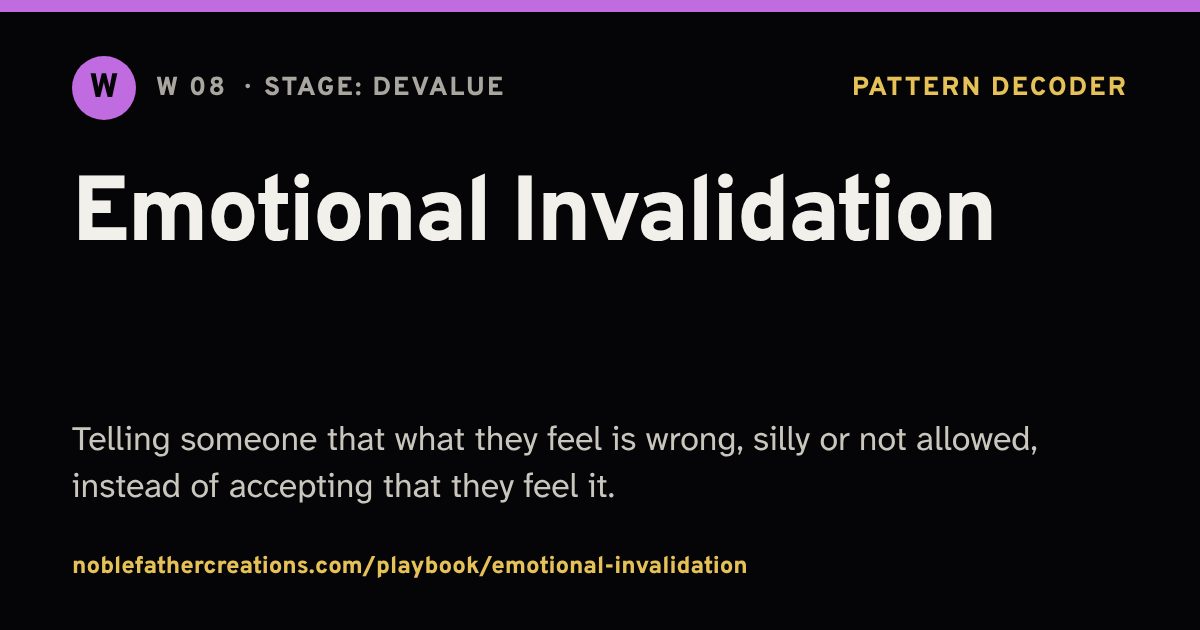 W
W 08 · STAGE: DEVALUE
PATTERN DECODER
Emotional Invalidation
Telling someone that what they feel is wrong, silly or not allowed,
instead of accepting that they feel it.
noblefathercreations.com/playbook/emotional-invalidation